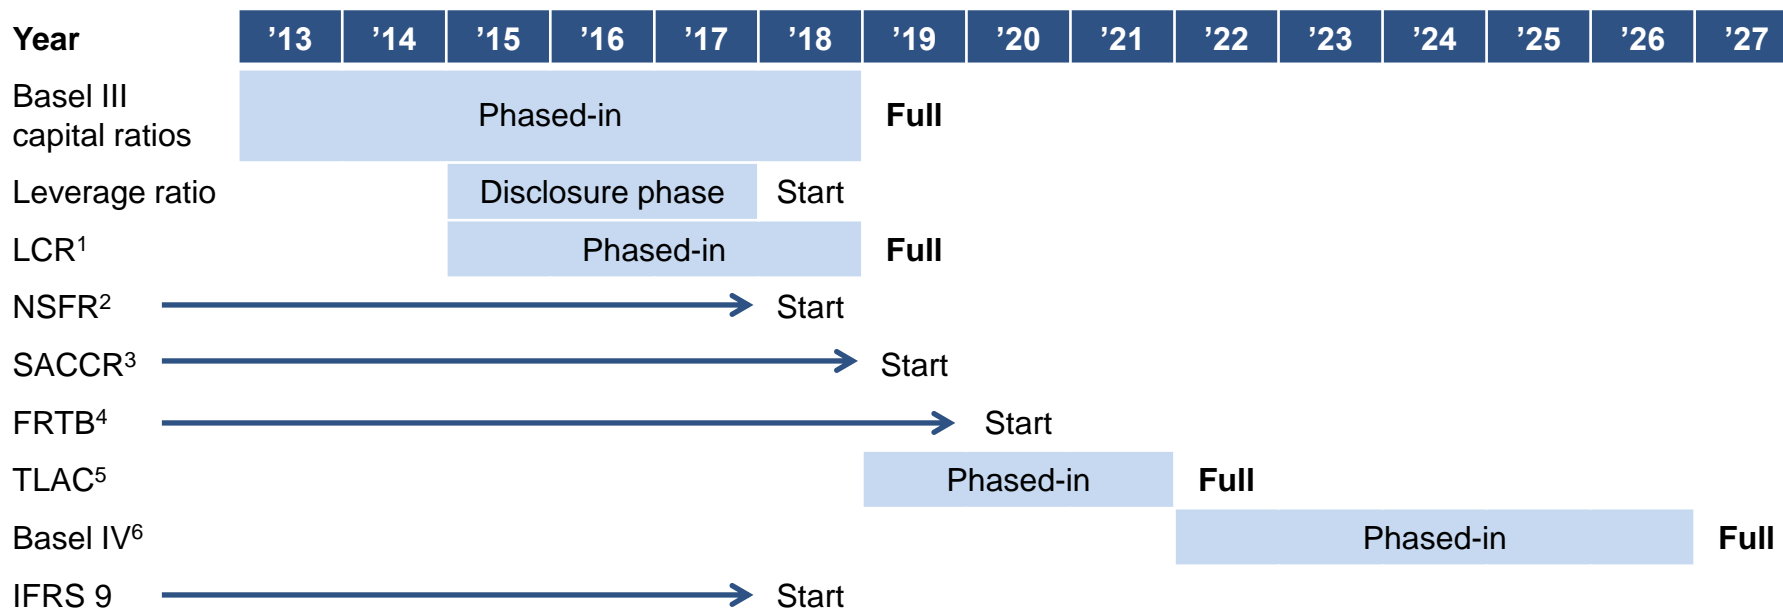 Year ’13 ’14 ’15 ’16 ’17 ’18 ’19 ’20 ’21 ’22 ’23 ’24 ’25 ’26 ’27
Basel III
capital ratios
Phased-in Full
Leverage ratio Disclosure phase Start
LCR1 Phased-in Full
NSFR2 Start
SACCR3 Start
FRTB4 Start
TLAC5 Phased-in Full
Basel IV6 Phased-in Full
IFRS 9 Start